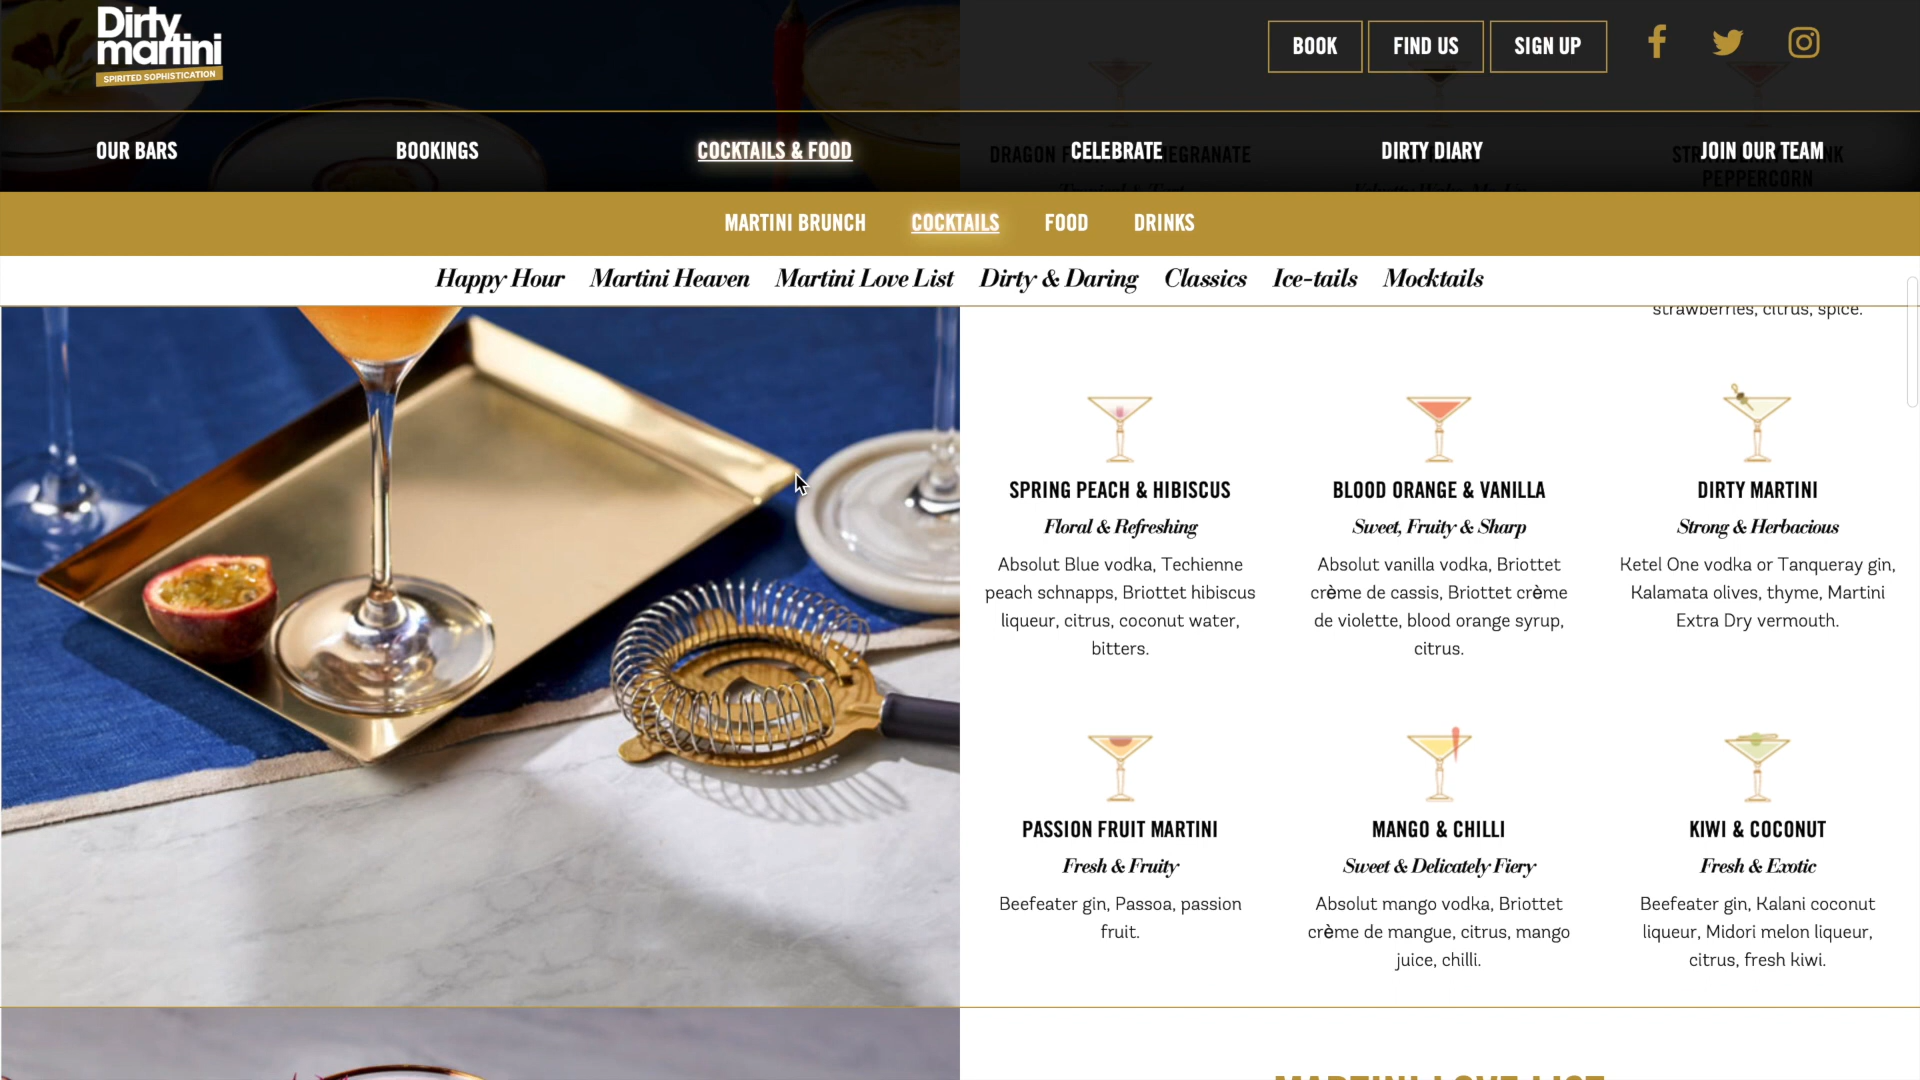 Dirty
martini
SPIRITED SOPHISTICATION
BOOK
FIND US
SIGN UP
OUR BARS
BOOKINGS
COCKTAILS & FOOD
CELEBRATE
DIRTY DIARY
JOIN OUR TEAM
PEPPERCORN
MARTINI BRUNCH
COCKTAILS
FOOD
DRINKS
Happy Hour
Martini Heaven
Martini Love List
Dirty & Daring
Classics
Ice-tails
Mocktails
strawberries, citrus, spice.
SPRING PEACH & HIBISCUS
Floral & Refreshing
Absolut Blue vodka, Techienne
peach schnapps, Briottet hibiscus
liqueur, citrus, coconut water,
bitters.
BLOOD ORANGE & VANILLA
Sweet, Fruity & Sharp
Absolut vanilla vodka, Briottet
crème de cassis, Briottet crème
de violette, blood orange syrup,
citrus.
DIRTY MARTINI
Strong & Herbacious
Ketel One vodka or Tanqueray gin,
Kalamata olives, thyme, Martini
Extra Dry vermouth.
PASSION FRUIT MARTINI
Fresh & Fruity
Beefeater gin, Passoa, passion
fruit.
MANGO & CHILLI
Sweet & Delicately Fiery
Absolut mango vodka, Briottet
crème de mangue, citrus, mango
juice, chilli.
KIWI & COCONUT
Fresh & Exotic
Beefeater gin, Kalani coconut
liqueur, Midori melon liqueur,
citrus, fresh kiwi.
MARTINI LOVE LIST